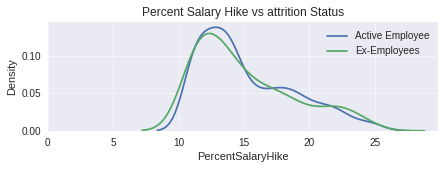 Percent Salary Hike vs attrition Status
Active Employee
Ex-Employees
Density
0.10
0.05
0.00
0 5 10 15 20 25
PercentSalaryHike